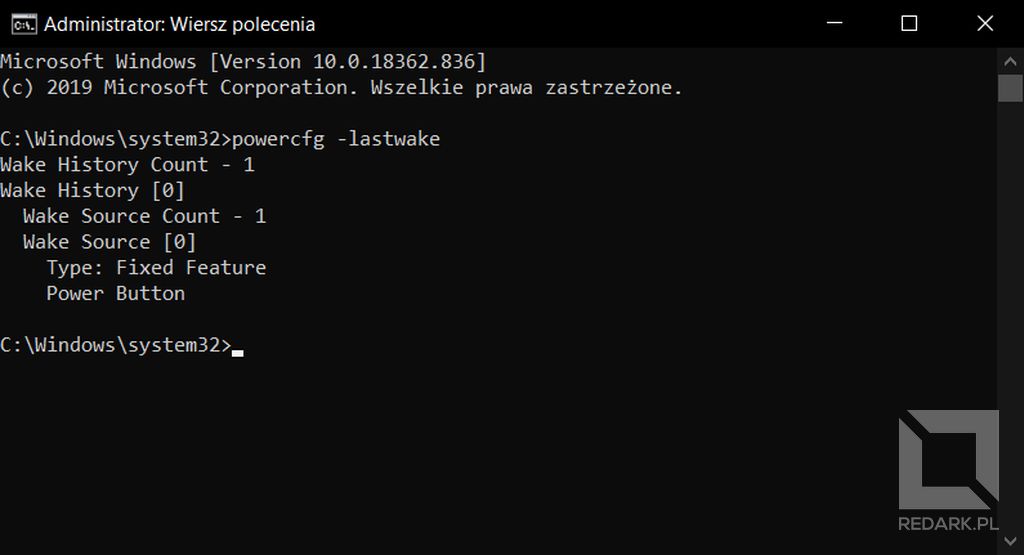 Administrator: Wiersz polecenia
Microsoft Windows [Version 10.0.18362.836]
(c) 2019 Microsoft Corporation. Wszelkie prawa zastrzeżone.
C:\Windows\system32>powercfg -lastwake
Wake History Count - 1
Wake History [0]
  Wake Source Count - 1
  Wake Source [0]
    Type: Fixed Feature
    Power Button
C:\Windows\system32>
REDARK.PL